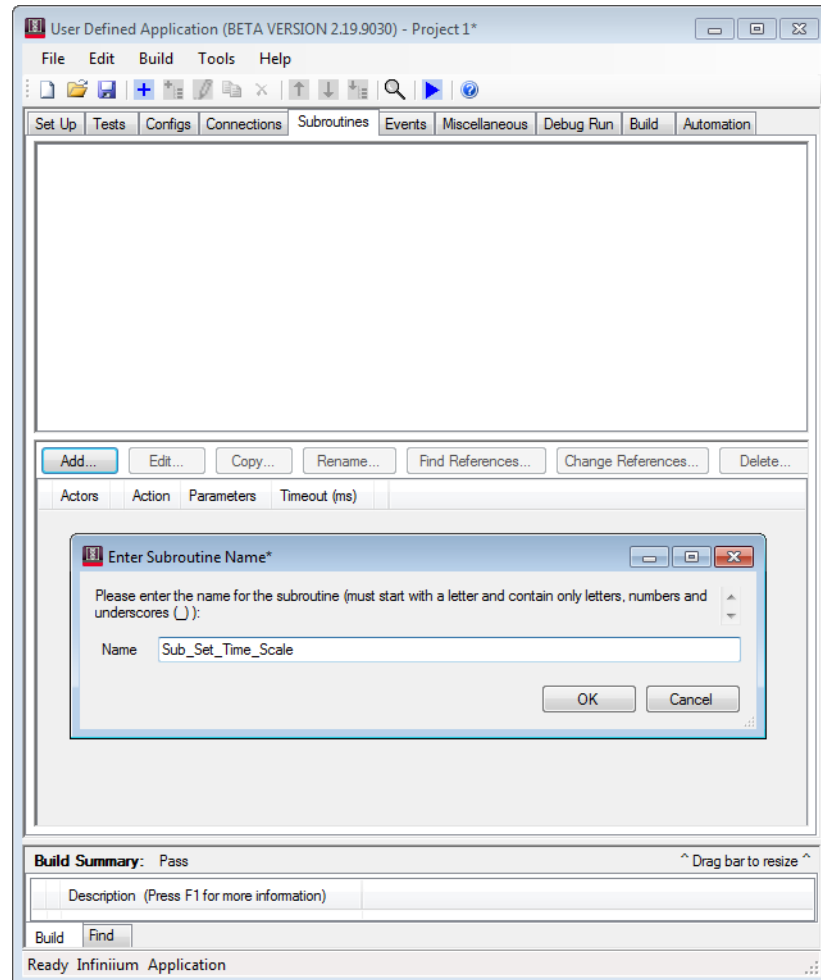 User Defined Application (BETA VERSION 2.19.9030) - Project 1*
File Edit Build Tools Help
Set Up Tests Configs Connections Subroutines Events Miscellaneous Debug Run Build Automation
Add... Edit... Copy... Rename... Find References... Change References... Delete...
Actors Action Parameters Timeout (ms)
Enter Subroutine Name*
Please enter the name for the subroutine (must start with a letter and contain only letters, numbers and
underscores (_) ):
Name Sub_Set_Time_Scale
OK Cancel
Build Summary: Pass ^ Drag bar to resize ^
Description (Press F1 for more information)
Build Find
Ready Infiniium Application